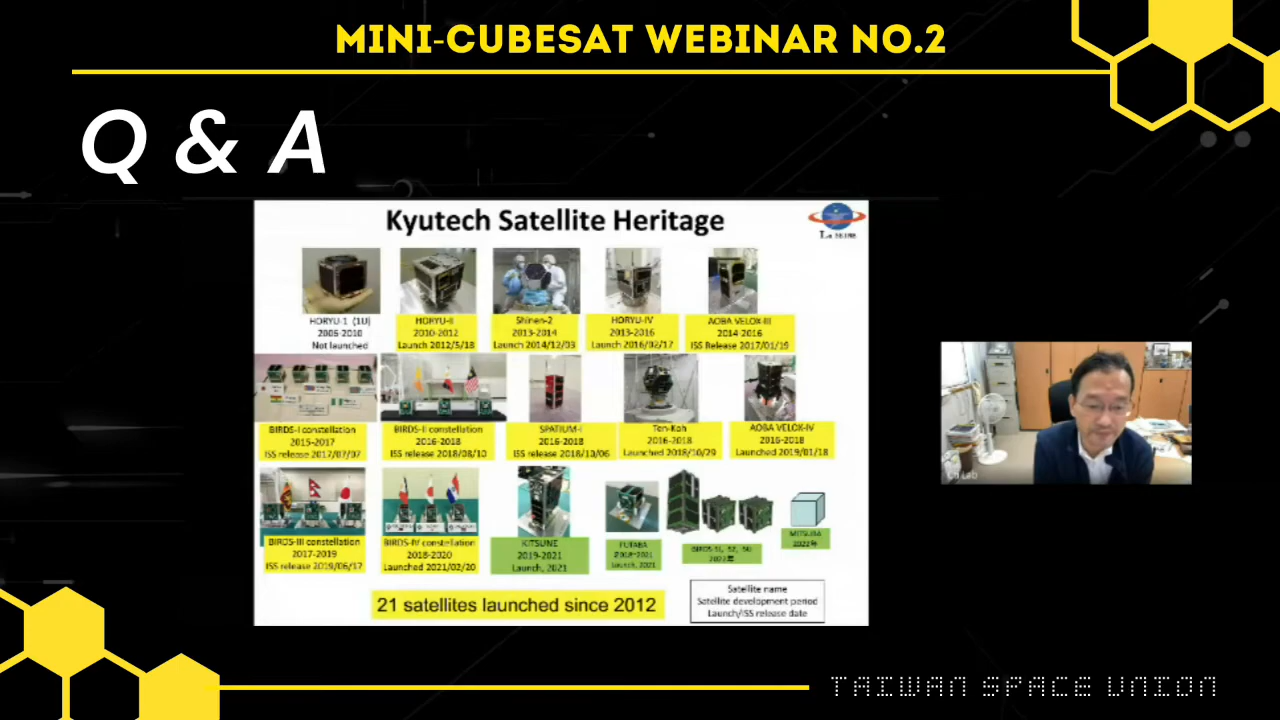 MINI-CUBESAT WEBINAR NO.2
Q & A
Kyutech Satellite Heritage
HORYU-1 (1U)
2006-2010
Not launched
HORYU-II
2010-2012
Launch 2012/5/18
Shinen-2
2013-2014
Launch 2014/12/03
HORYU-IV
2013-2016
Launch 2016/02/17
AOBA VELOX-III
2014-2016
ISS Release 2017/01/19
BIRDS-I constellation
2015-2017
ISS release 2017/07/07
BIRDS-II constellation
2016-2018
ISS release 2018/08/10
SPATIUM-I
2016-2018
ISS release 2018/10/06
Ten-Koh
2016-2018
Launched 2018/10/29
AOBA VELOX-IV
2016-2018
Launched 2019/01/18
BIRDS-III constellation
2017-2019
ISS release 2019/06/17
BIRDS-IV constellation
2018-2020
Launched 2021/02/20
KITSUNE
2019-2021
Launch, 2021
FUTABA
2018-2021
Launch, 2021
MITSUBA
21 satellites launched since 2012
Satellite name
Satellite development period
Launch/ISS release date
TAIWAN SPACE UNION